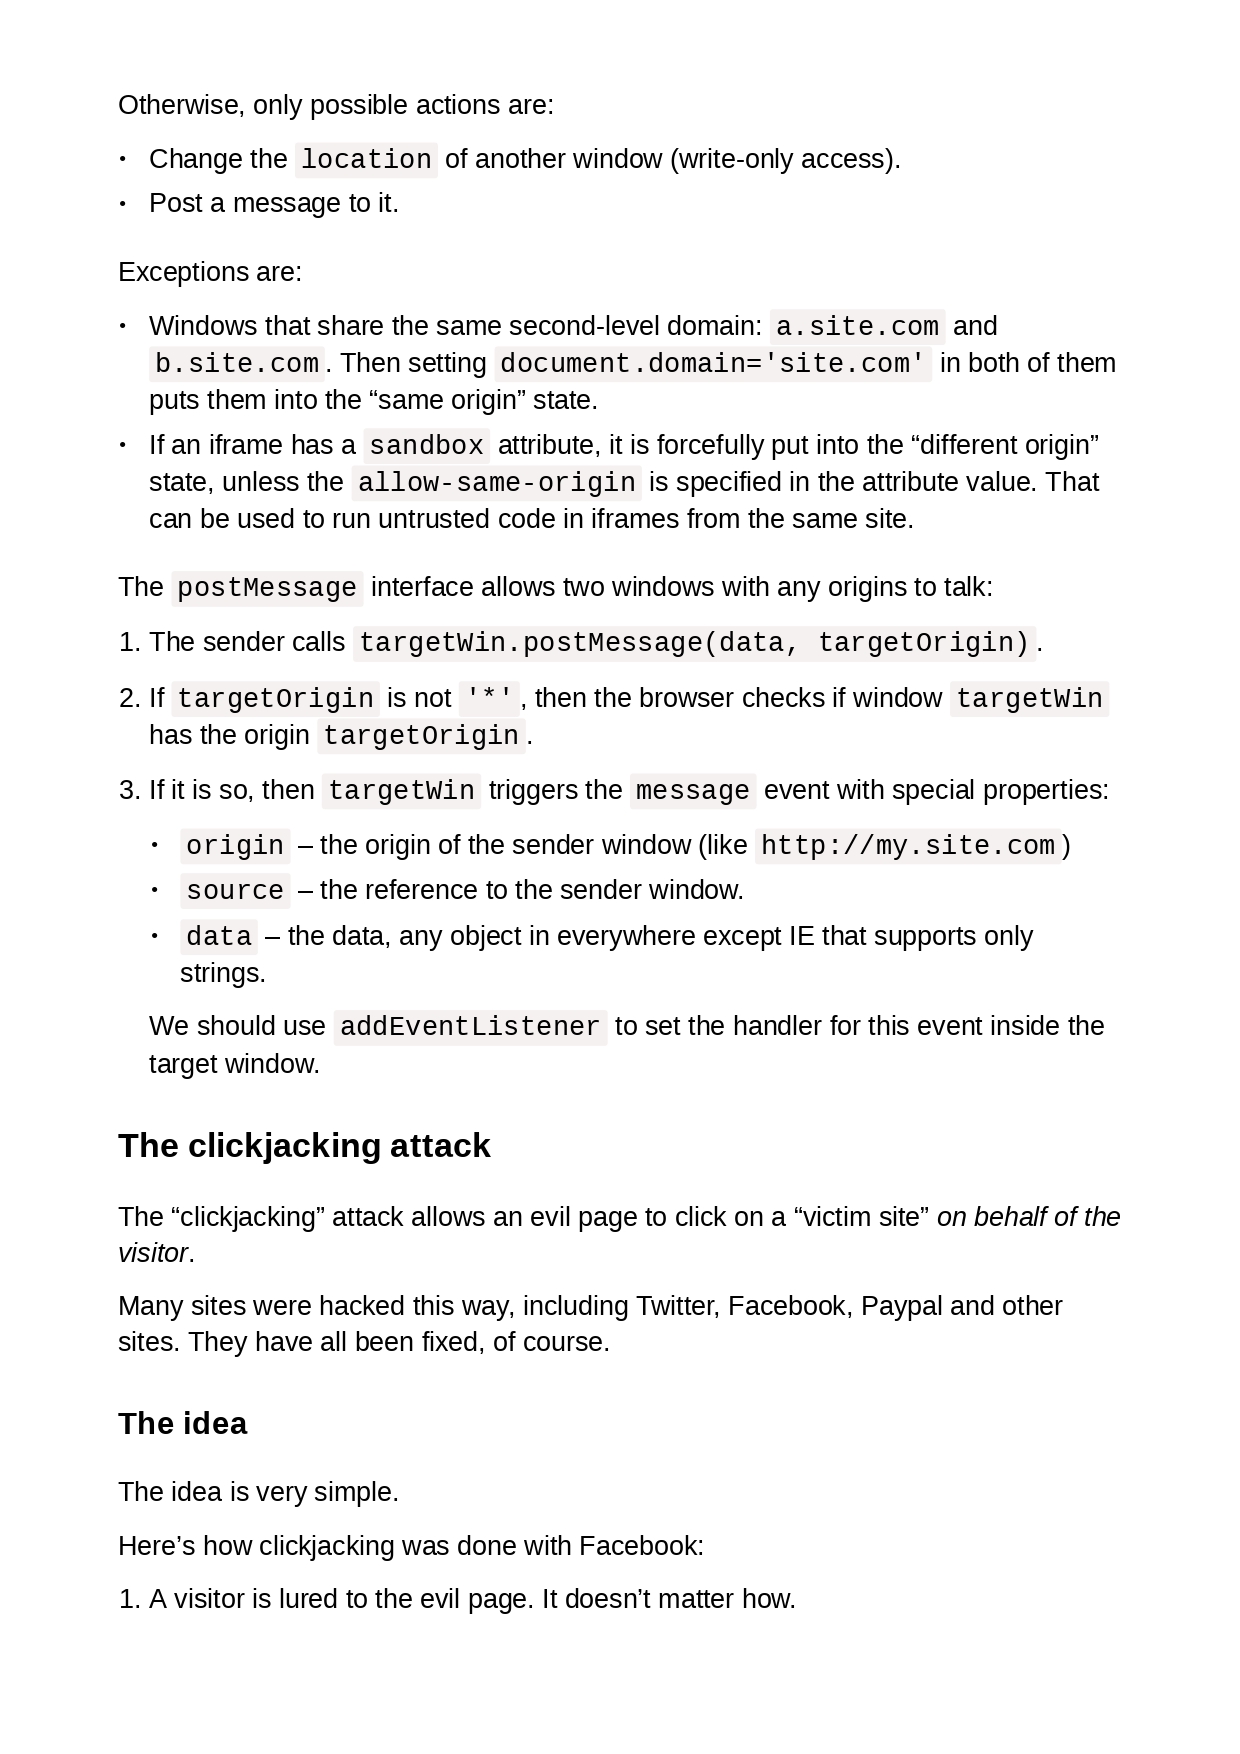 Otherwise, only possible actions are:
• Change the location of another window (write-only access).
• Post a message to it.
Exceptions are:
• Windows that share the same second-level domain: a.site.com and
b.site.com. Then setting document.domain='site.com' in both of them
puts them into the “same origin” state.
• If an iframe has a sandbox attribute, it is forcefully put into the “different origin”
state, unless the allow-same-origin is specified in the attribute value. That
can be used to run untrusted code in iframes from the same site.
The postMessage interface allows two windows with any origins to talk:
1. The sender calls targetWin.postMessage(data, targetOrigin).
2. If targetOrigin is not '*', then the browser checks if window targetWin
has the origin targetOrigin.
3. If it is so, then targetWin triggers the message event with special properties:
• origin – the origin of the sender window (like http://my.site.com)
• source – the reference to the sender window.
• data – the data, any object in everywhere except IE that supports only
strings.
We should use addEventListener to set the handler for this event inside the
target window.
The clickjacking attack
The “clickjacking” attack allows an evil page to click on a “victim site” on behalf of the
visitor.
Many sites were hacked this way, including Twitter, Facebook, Paypal and other
sites. They have all been fixed, of course.
The idea
The idea is very simple.
Here’s how clickjacking was done with Facebook:
1. A visitor is lured to the evil page. It doesn’t matter how.